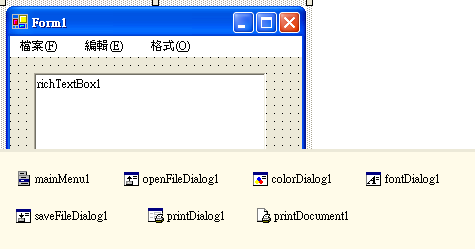 Form1
檔案(F) 編輯(E) 格式(O)
richTextBox1
mainMenu1 openFileDialog1 colorDialog1 fontDialog1
saveFileDialog1 printDialog1 printDocument1